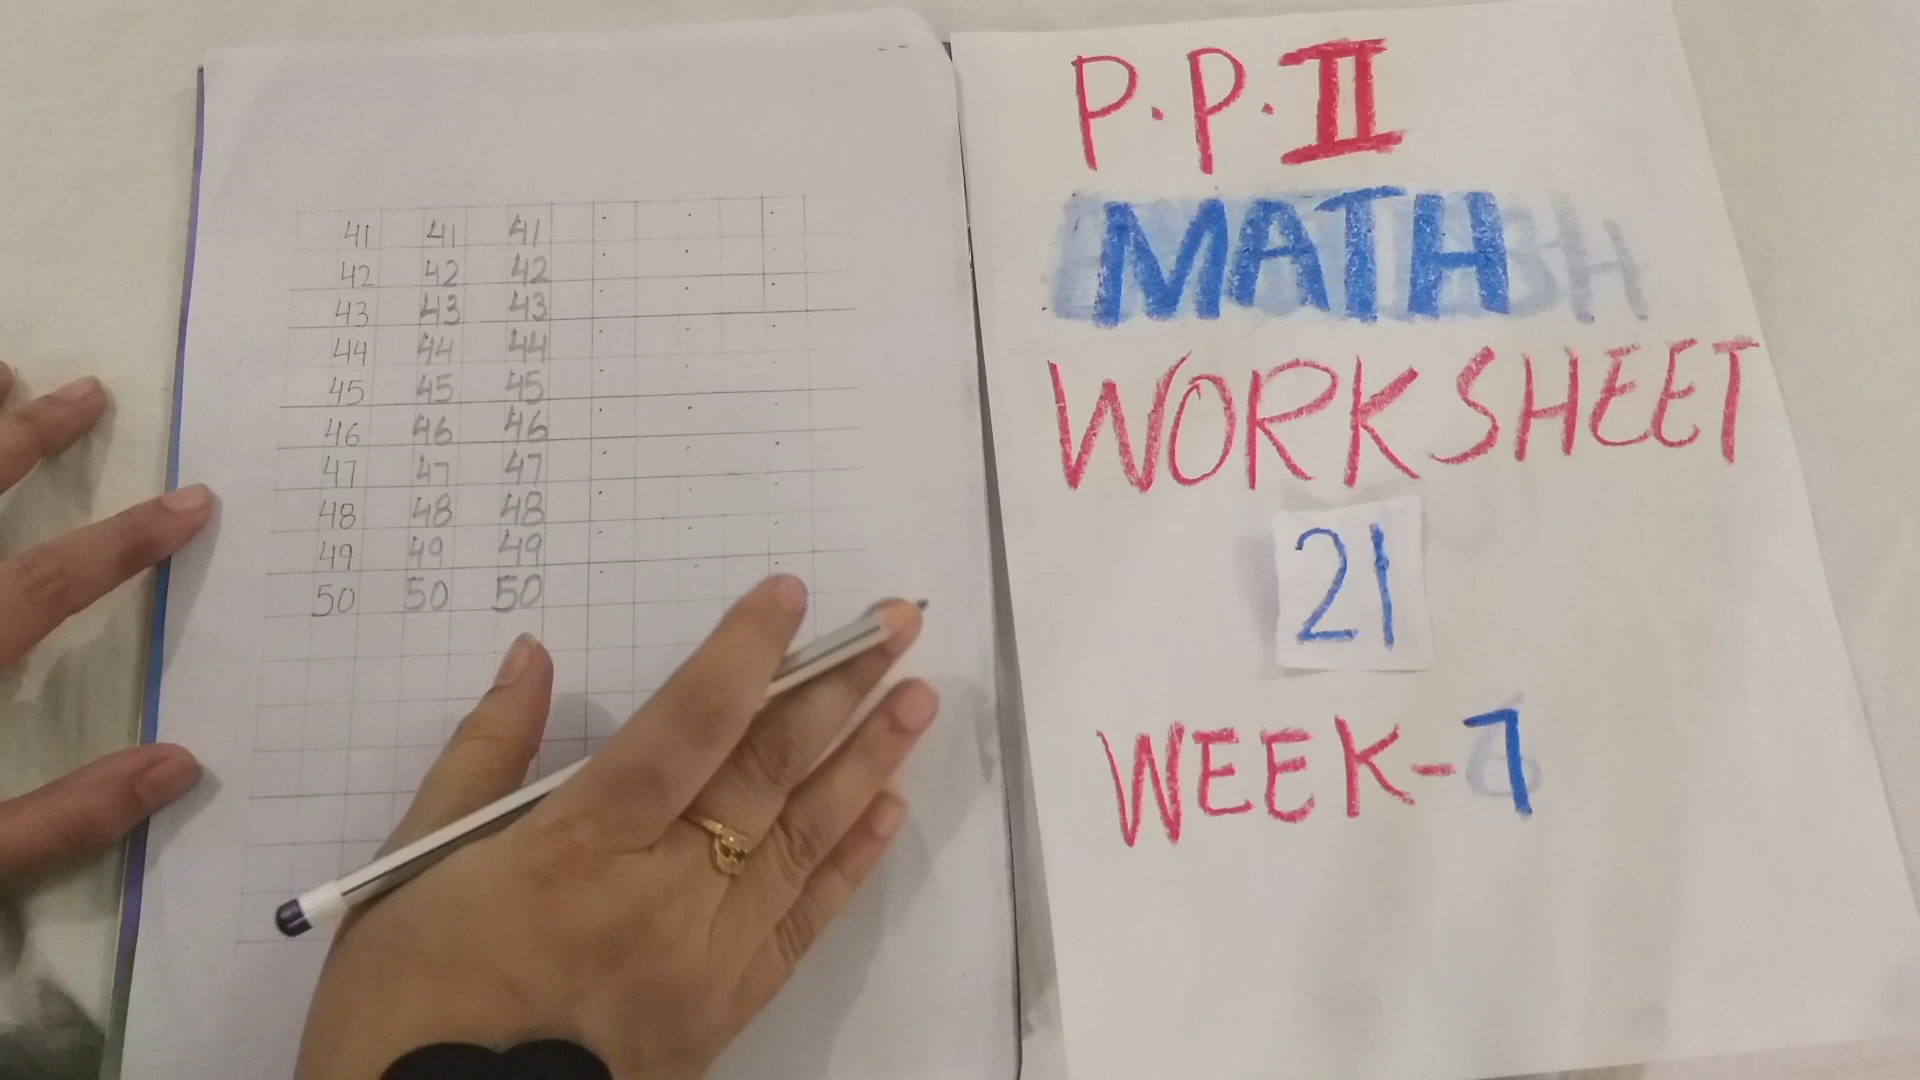 41 41 41
42 42 42
43 43 43
44 44 44
45 45 45
46 46 46
47 47 47
48 48 48
49 49 49
50 50 50
P.P.II
MATH
WORKSHEET
21
WEEK-7